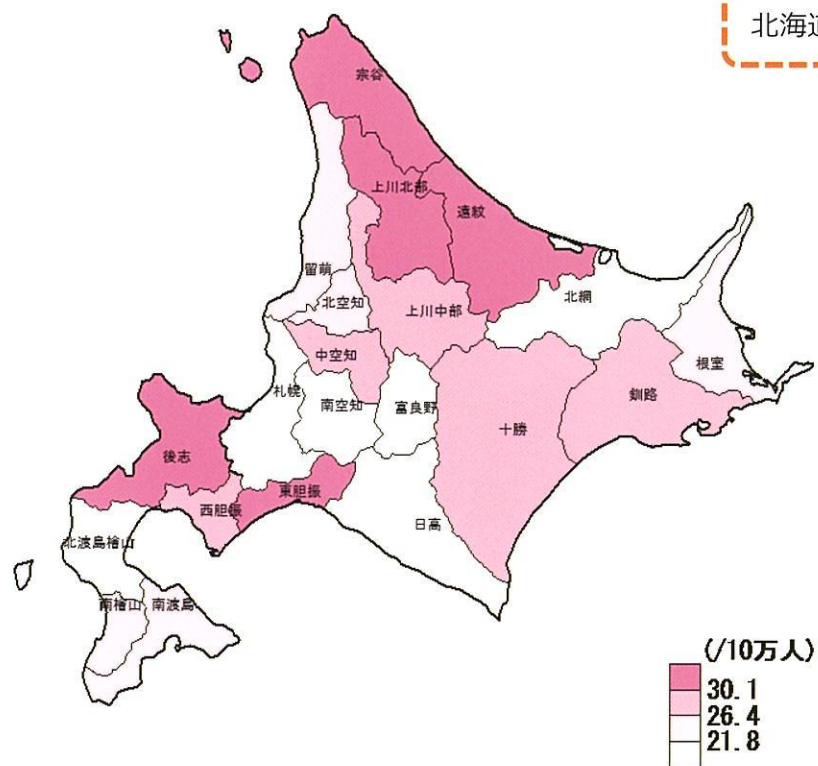 北海道
宗谷
上川北部
遠紋
留萌
北空知
上川中部
北網
中空知
根室
札幌
南空知
富良野
釧路
十勝
後志
東胆振
西胆振
日高
北渡島檜山
南檜山
南渡島
(/10万人)
30.1
26.4
21.8